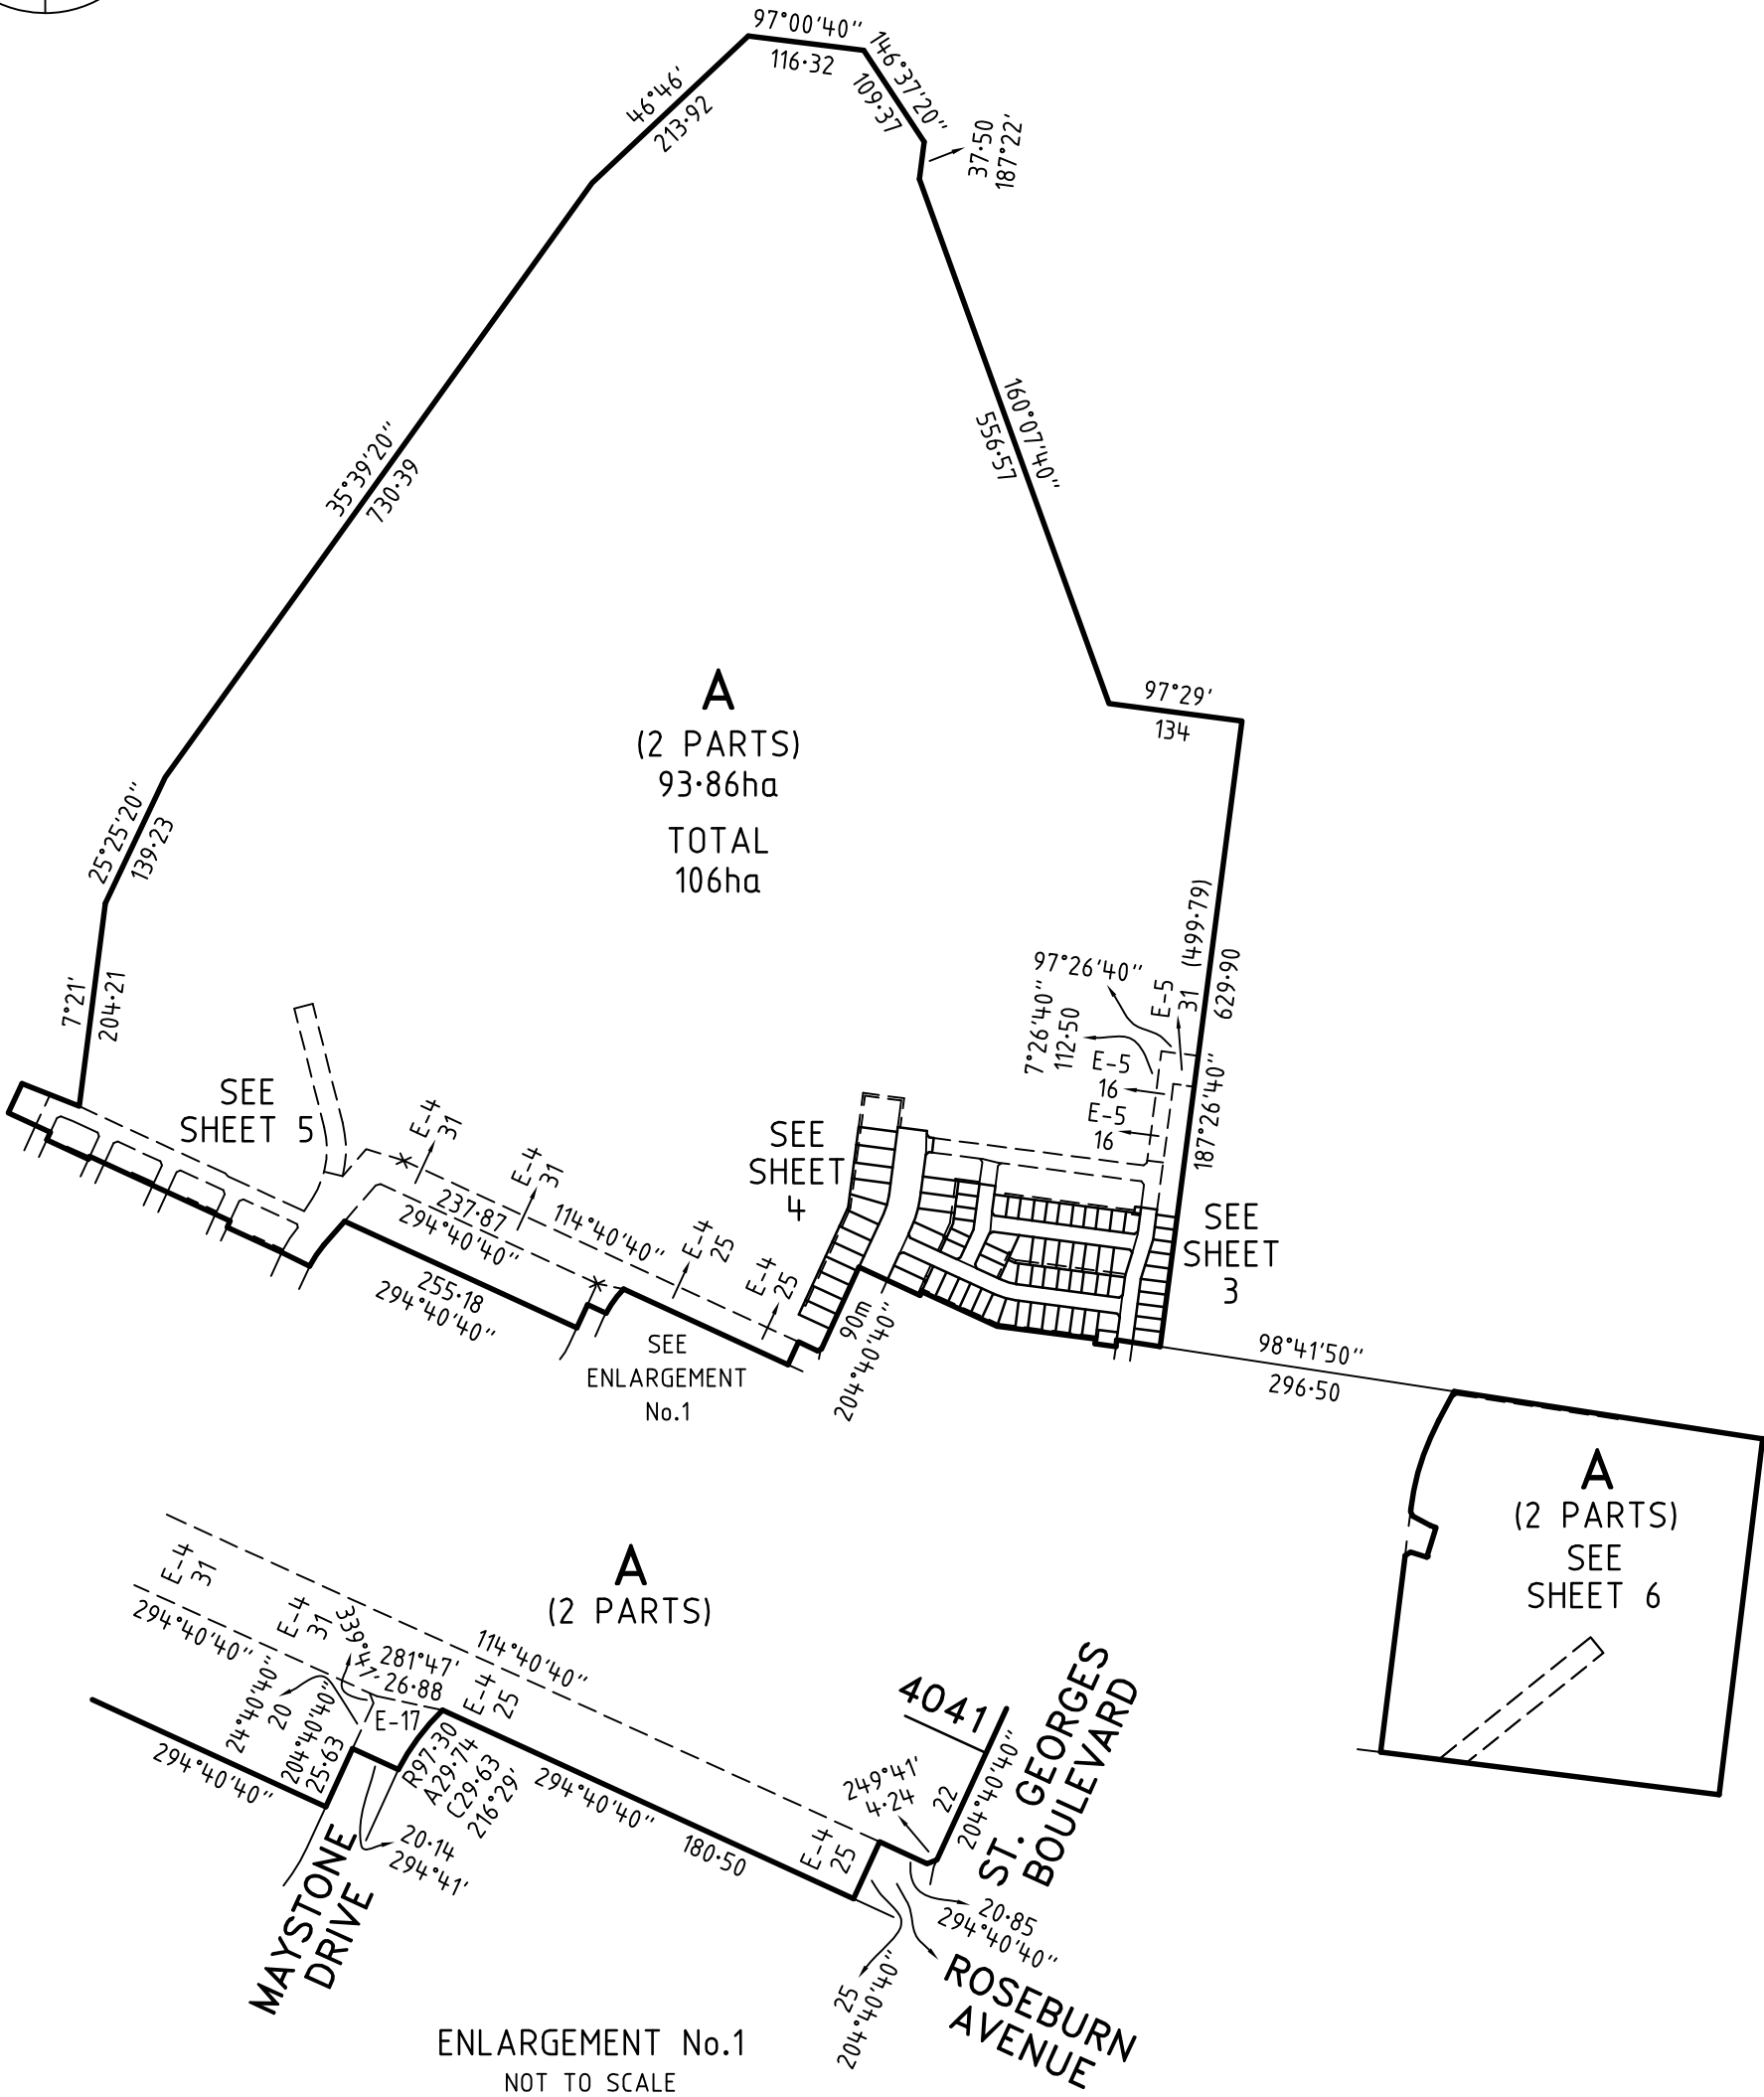 97°00'40"
116·32
146°37'20"
109·37
37·50
187°22'
46°46'
213·92
35°39'20"
730·39
160°07'40"
556·57
97°29'
134
A
(2 PARTS)
93·86ha
TOTAL
106ha
25°25'20"
139·23
7°21'
204·21
(499·79)
629·90
97°26'40"
E-5
31
7°26'40"
112·50
E-5
16
E-5
16
187°26'40"
SEE
SHEET 5
E-4
31
E-4
31
237·87
294°40'40"
114°40'40"
E-4
25
E-4
25
255·18
294°40'40"
SEE
SHEET
4
SEE
SHEET
3
90m
204°40'40"
SEE
ENLARGEMENT
No.1
98°41'50"
296·50
A
(2 PARTS)
SEE
SHEET 6
A
(2 PARTS)
E-4
31
294°40'40"
E-4
31
339°47'
281°47'
26·88
E-4
25
114°40'40"
24°40'40"
20
204°40'40"
25·63
E-17
R97·30
A29·74
C29·63
216°29'
294°40'40"
294°40'40"
180·50
20·14
294°41'
MAYSTONE
DRIVE
4041
249°41'
4·24
22
204°40'40"
ST. GEORGES
BOULEVARD
E-4
25
20·85
294°40'40"
25
204°40'40"
ROSEBURN
AVENUE
ENLARGEMENT No.1
NOT TO SCALE